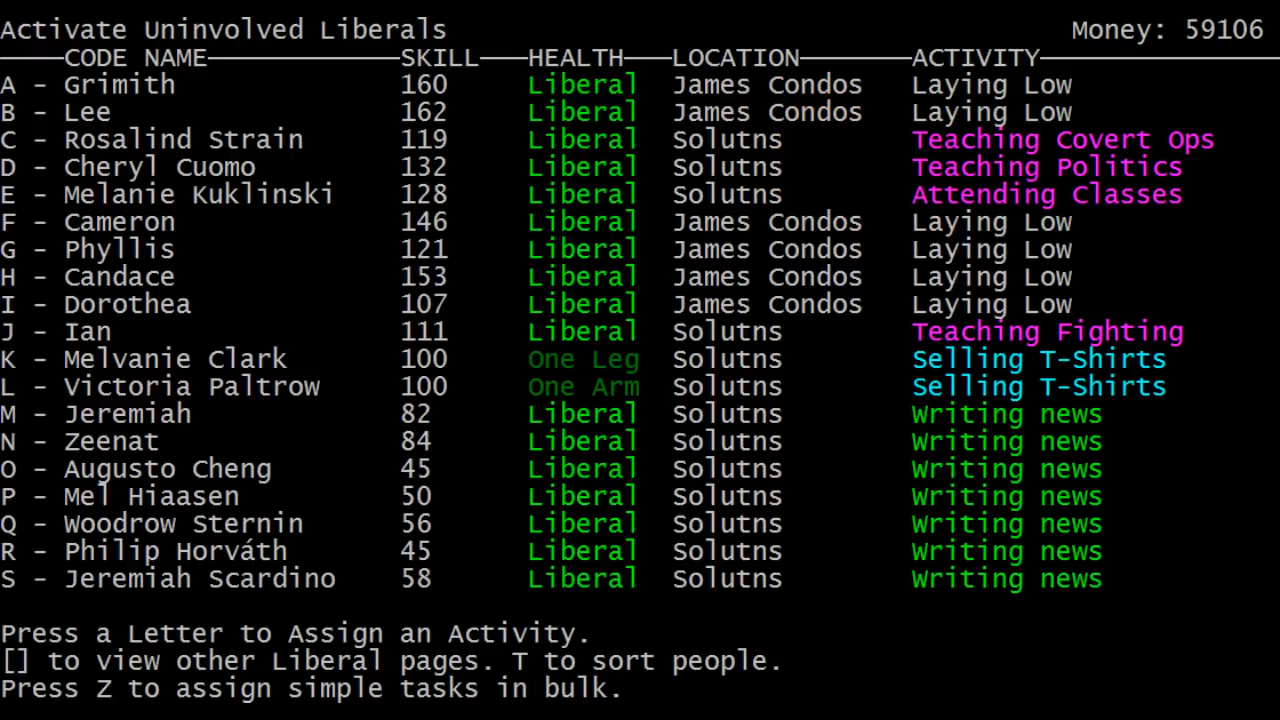 Activate Uninvolved Liberals Money: 59106
CODE NAME SKILL HEALTH LOCATION ACTIVITY
A - Grimith 160 Liberal James Condos Laying Low
B - Lee 162 Liberal James Condos Laying Low
C - Rosalind Strain 119 Liberal Solutns Teaching Covert Ops
D - Cheryl Cuomo 132 Liberal Solutns Teaching Politics
E - Melanie Kuklinski 128 Liberal Solutns Attending Classes
F - Cameron 146 Liberal James Condos Laying Low
G - Phyllis 121 Liberal James Condos Laying Low
H - Candace 153 Liberal James Condos Laying Low
I - Dorothea 107 Liberal James Condos Laying Low
J - Ian 111 Liberal Solutns Teaching Fighting
K - Melvanie Clark 100 One Leg Solutns Selling T-Shirts
L - Victoria Paltrow 100 One Arm Solutns Selling T-Shirts
M - Jeremiah 82 Liberal Solutns Writing news
N - Zeenat 84 Liberal Solutns Writing news
O - Augusto Cheng 45 Liberal Solutns Writing news
P - Mel Hiaasen 50 Liberal Solutns Writing news
Q - Woodrow Sternin 56 Liberal Solutns Writing news
R - Philip Horváth 45 Liberal Solutns Writing news
S - Jeremiah Scardino 58 Liberal Solutns Writing news
Press a Letter to Assign an Activity.
[] to view other Liberal pages. T to sort people.
Press Z to assign simple tasks in bulk.